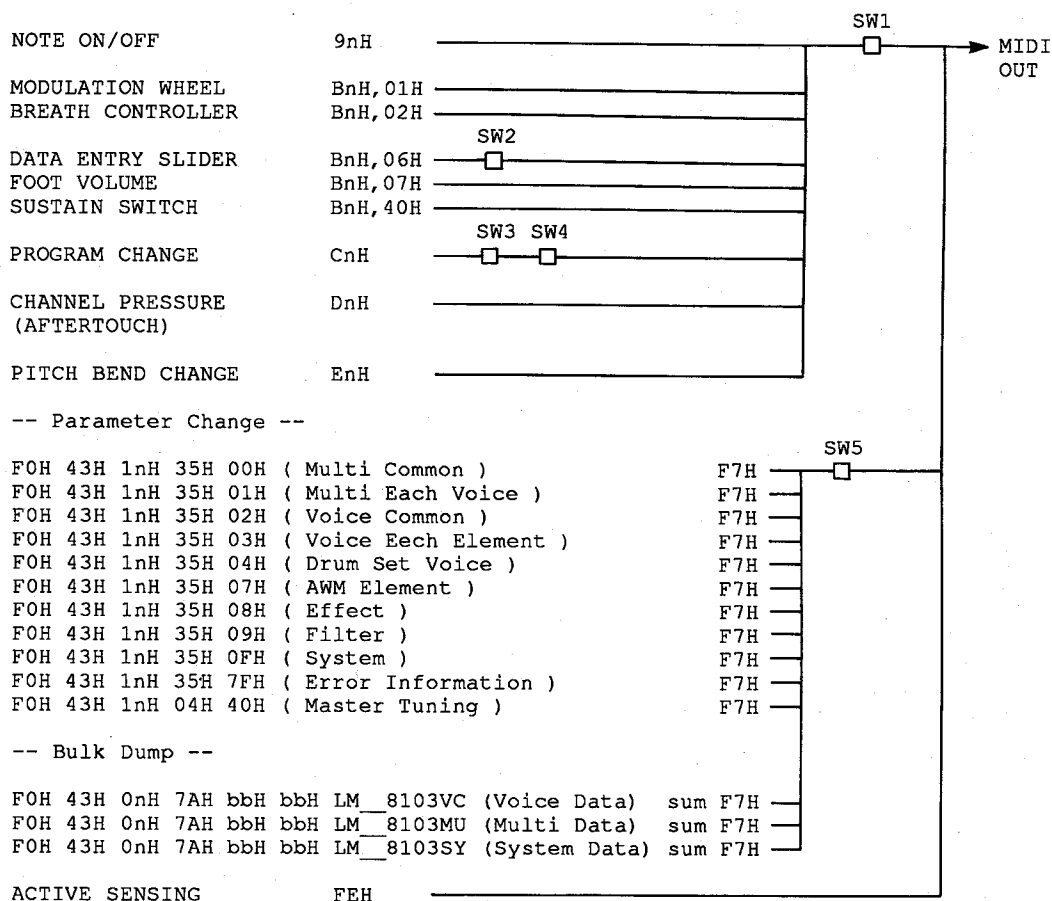 SW1
NOTE ON/OFF 9nH MIDI
OUT
MODULATION WHEEL BnH,01H
BREATH CONTROLLER BnH,02H
SW2
DATA ENTRY SLIDER BnH,06H
FOOT VOLUME BnH,07H
SUSTAIN SWITCH BnH,40H
SW3 SW4
PROGRAM CHANGE CnH
CHANNEL PRESSURE DnH
(AFTERTOUCH)
PITCH BEND CHANGE EnH
-- Parameter Change --
SW5
F0H 43H 1nH 35H 00H ( Multi Common ) F7H
F0H 43H 1nH 35H 01H ( Multi Each Voice ) F7H
F0H 43H 1nH 35H 02H ( Voice Common ) F7H
F0H 43H 1nH 35H 03H ( Voice Eech Element ) F7H
F0H 43H 1nH 35H 04H ( Drum Set Voice ) F7H
F0H 43H 1nH 35H 07H ( AWM Element ) F7H
F0H 43H 1nH 35H 08H ( Effect ) F7H
F0H 43H 1nH 35H 09H ( Filter ) F7H
F0H 43H 1nH 35H 0FH ( System ) F7H
F0H 43H 1nH 35H 7FH ( Error Information ) F7H
F0H 43H 1nH 04H 40H ( Master Tuning ) F7H
-- Bulk Dump --
F0H 43H 0nH 7AH bbH bbH LM__8103VC (Voice Data) sum F7H
F0H 43H 0nH 7AH bbH bbH LM__8103MU (Multi Data) sum F7H
F0H 43H 0nH 7AH bbH bbH LM__8103SY (System Data) sum F7H
ACTIVE SENSING FEH